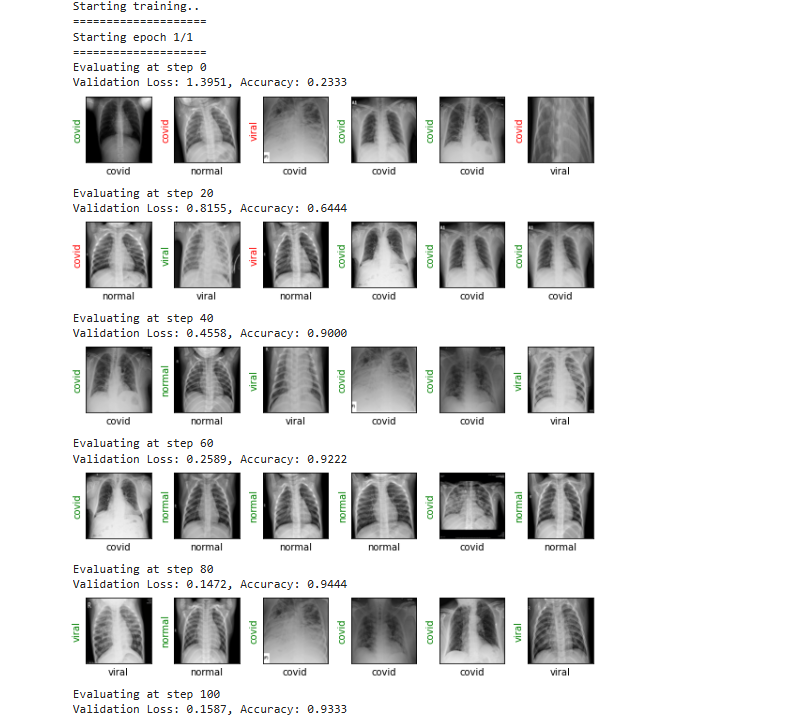 Starting training..
====================
Starting epoch 1/1
====================
Evaluating at step 0
Validation Loss: 1.3951, Accuracy: 0.2333
covid covid viral covid covid covid
covid normal covid covid covid viral
Evaluating at step 20
Validation Loss: 0.8155, Accuracy: 0.6444
covid viral viral covid covid covid
normal viral normal covid covid covid
Evaluating at step 40
Validation Loss: 0.4558, Accuracy: 0.9000
covid normal viral covid covid viral
covid normal viral covid covid viral
Evaluating at step 60
Validation Loss: 0.2589, Accuracy: 0.9222
covid normal normal normal covid normal
covid normal normal normal covid normal
Evaluating at step 80
Validation Loss: 0.1472, Accuracy: 0.9444
viral normal covid covid covid viral
viral normal covid covid covid viral
Evaluating at step 100
Validation Loss: 0.1587, Accuracy: 0.9333